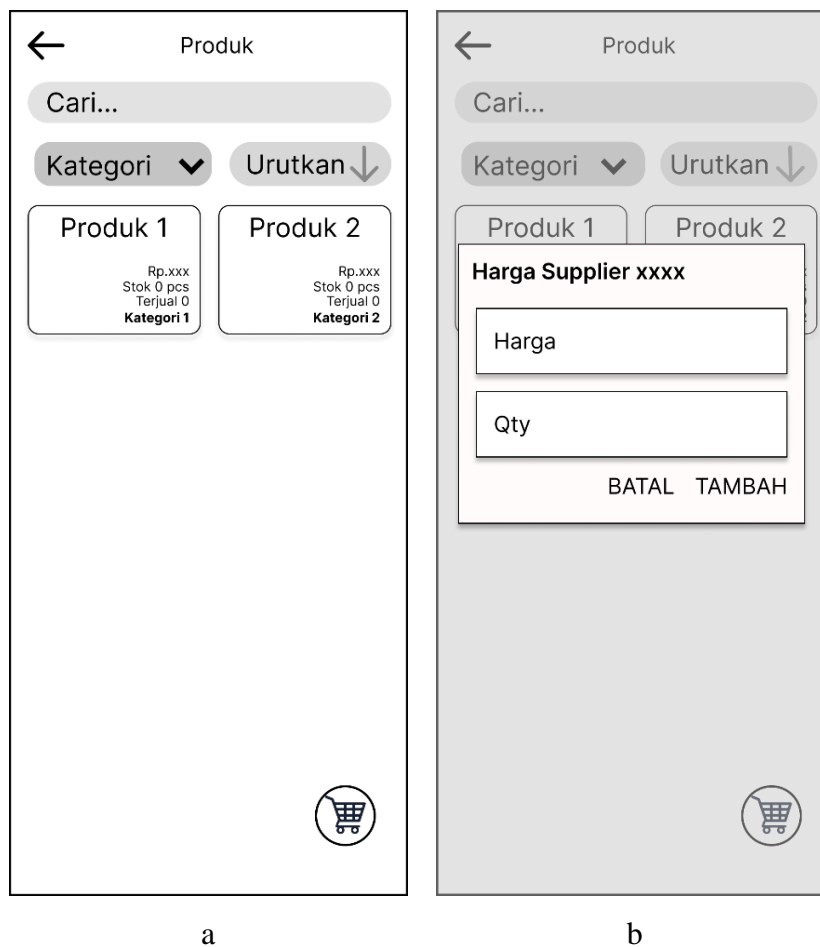 Produk
Cari...
Kategori
Urutkan
Produk 1
Rp.xxx
Stok 0 pcs
Terjual 0
Kategori 1
Produk 2
Rp.xxx
Stok 0 pcs
Terjual 0
Kategori 2
a
Produk
Cari...
Kategori
Urutkan
Produk 1
Produk 2
Harga Supplier xxxx
Harga
Qty
BATAL TAMBAH
b